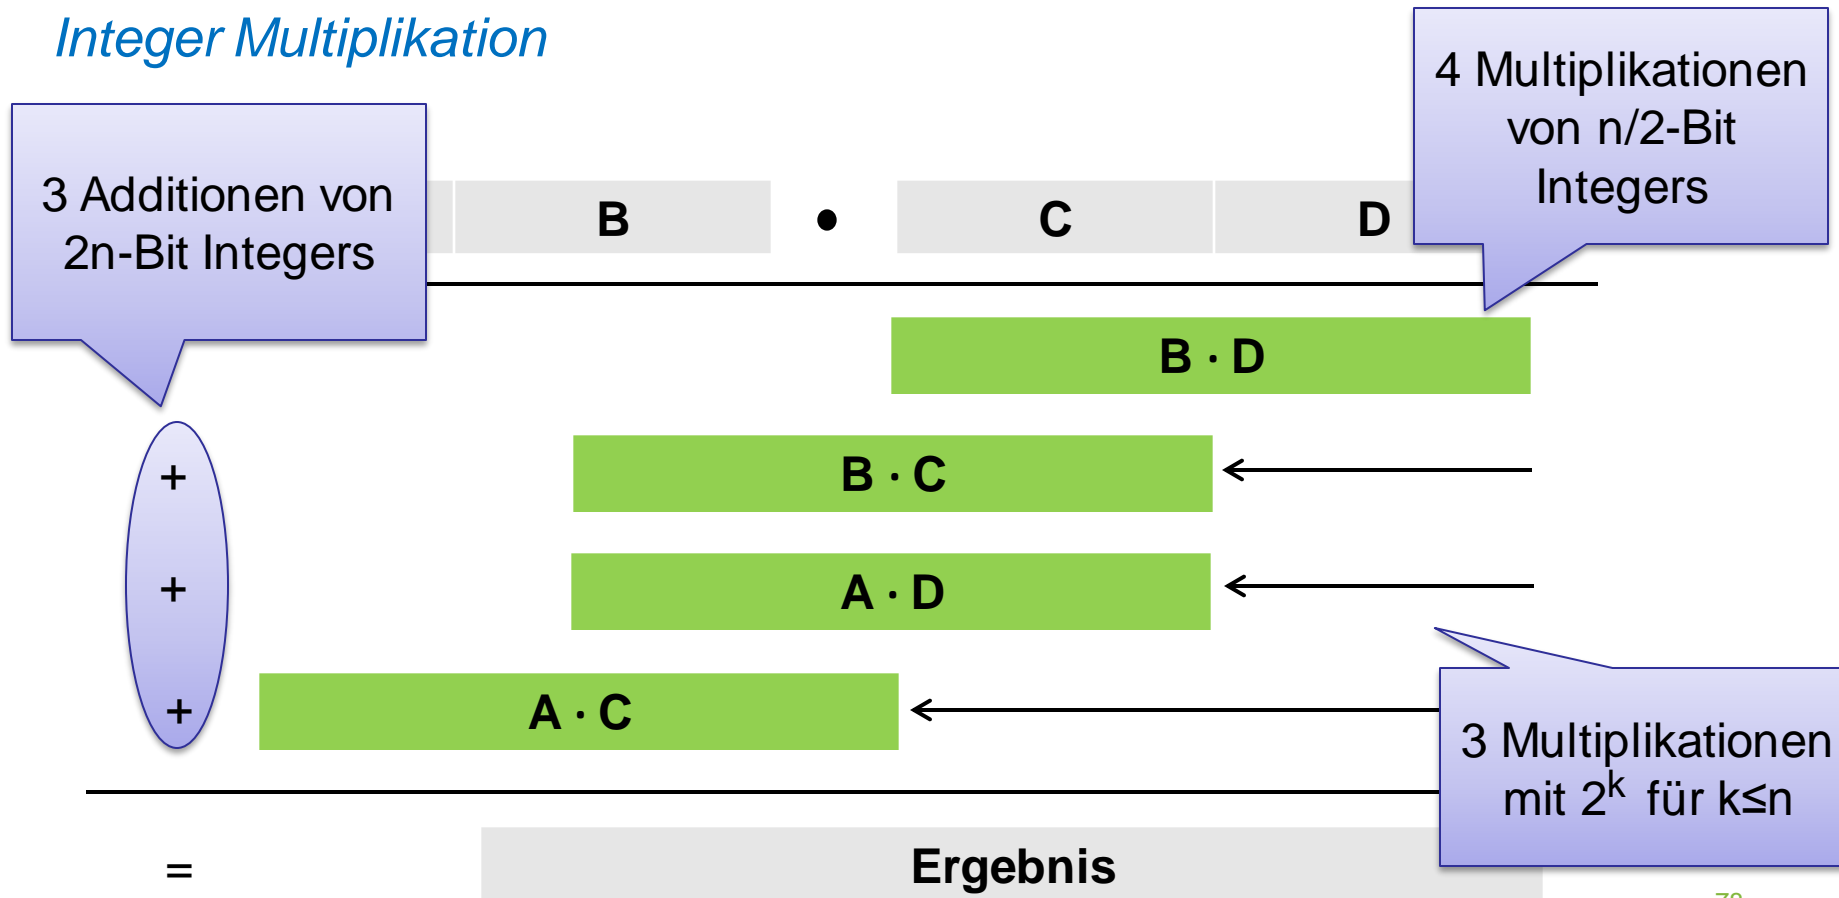 Integer Multiplikation
4 Multiplikationen
von n/2-Bit
Integers
3 Additionen von
2n-Bit Integers
B • C D
B · D
+ B · C
+ A · D
+ A · C
3 Multiplikationen
mit 2^k für k≤n
= Ergebnis